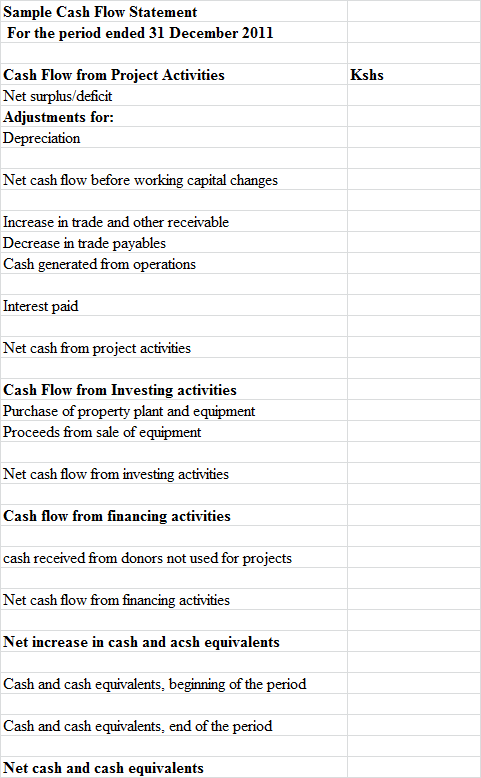 Sample Cash Flow Statement
For the period ended 31 December 2011
Cash Flow from Project Activities Kshs
Net surplus/deficit
Adjustments for:
Depreciation
Net cash flow before working capital changes
Increase in trade and other receivable
Decrease in trade payables
Cash generated from operations
Interest paid
Net cash from project activities
Cash Flow from Investing activities
Purchase of property plant and equipment
Proceeds from sale of equipment
Net cash flow from investing activities
Cash flow from financing activities
cash received from donors not used for projects
Net cash flow from financing activities
Net increase in cash and acsh equivalents
Cash and cash equivalents, beginning of the period
Cash and cash equivalents, end of the period
Net cash and cash equivalents